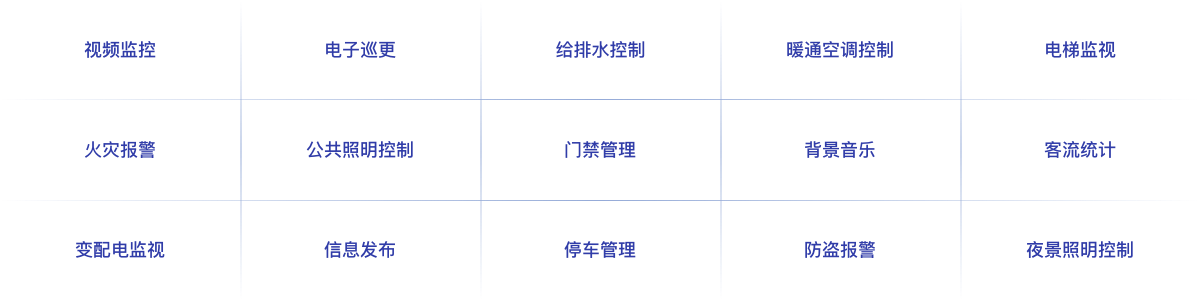 视频监控
电子巡更
给排水控制
暖通空调控制
电梯监视
火灾报警
公共照明控制
门禁管理
背景音乐
客流统计
变配电监视
信息发布
停车管理
防盗报警
夜景照明控制